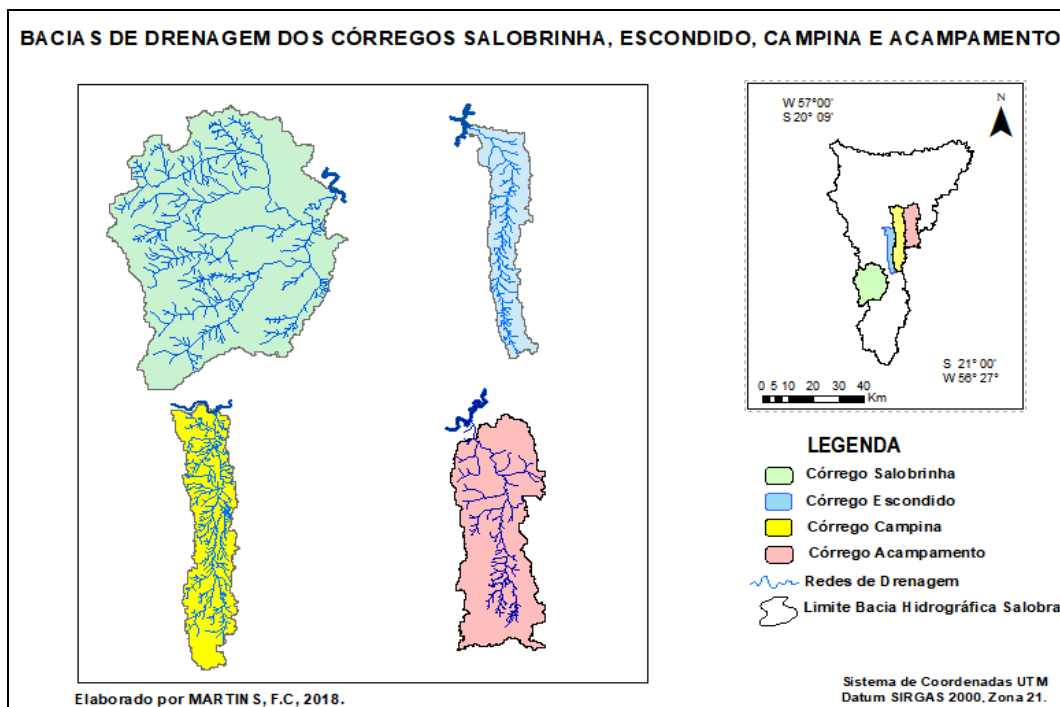 BACIAS DE DRENAGEM DOS CÓRREGOS SALOBRINHA, ESCONDIDO, CAMPINA E ACAMPAMENTO
W 57°00'
S 20° 09'
N
S 21° 00'
W 56° 27'
0 5 10 20 30 40
Km
LEGENDA
Córrego Salobrinha
Córrego Escondido
Córrego Campina
Córrego Acampamento
Redes de Drenagem
Limite Bacia Hidrográfica Salobra
Elaborado por MARTINS, F.C, 2018.
Sistema de Coordenadas UTM
Datum SIRGAS 2000, Zona 21.